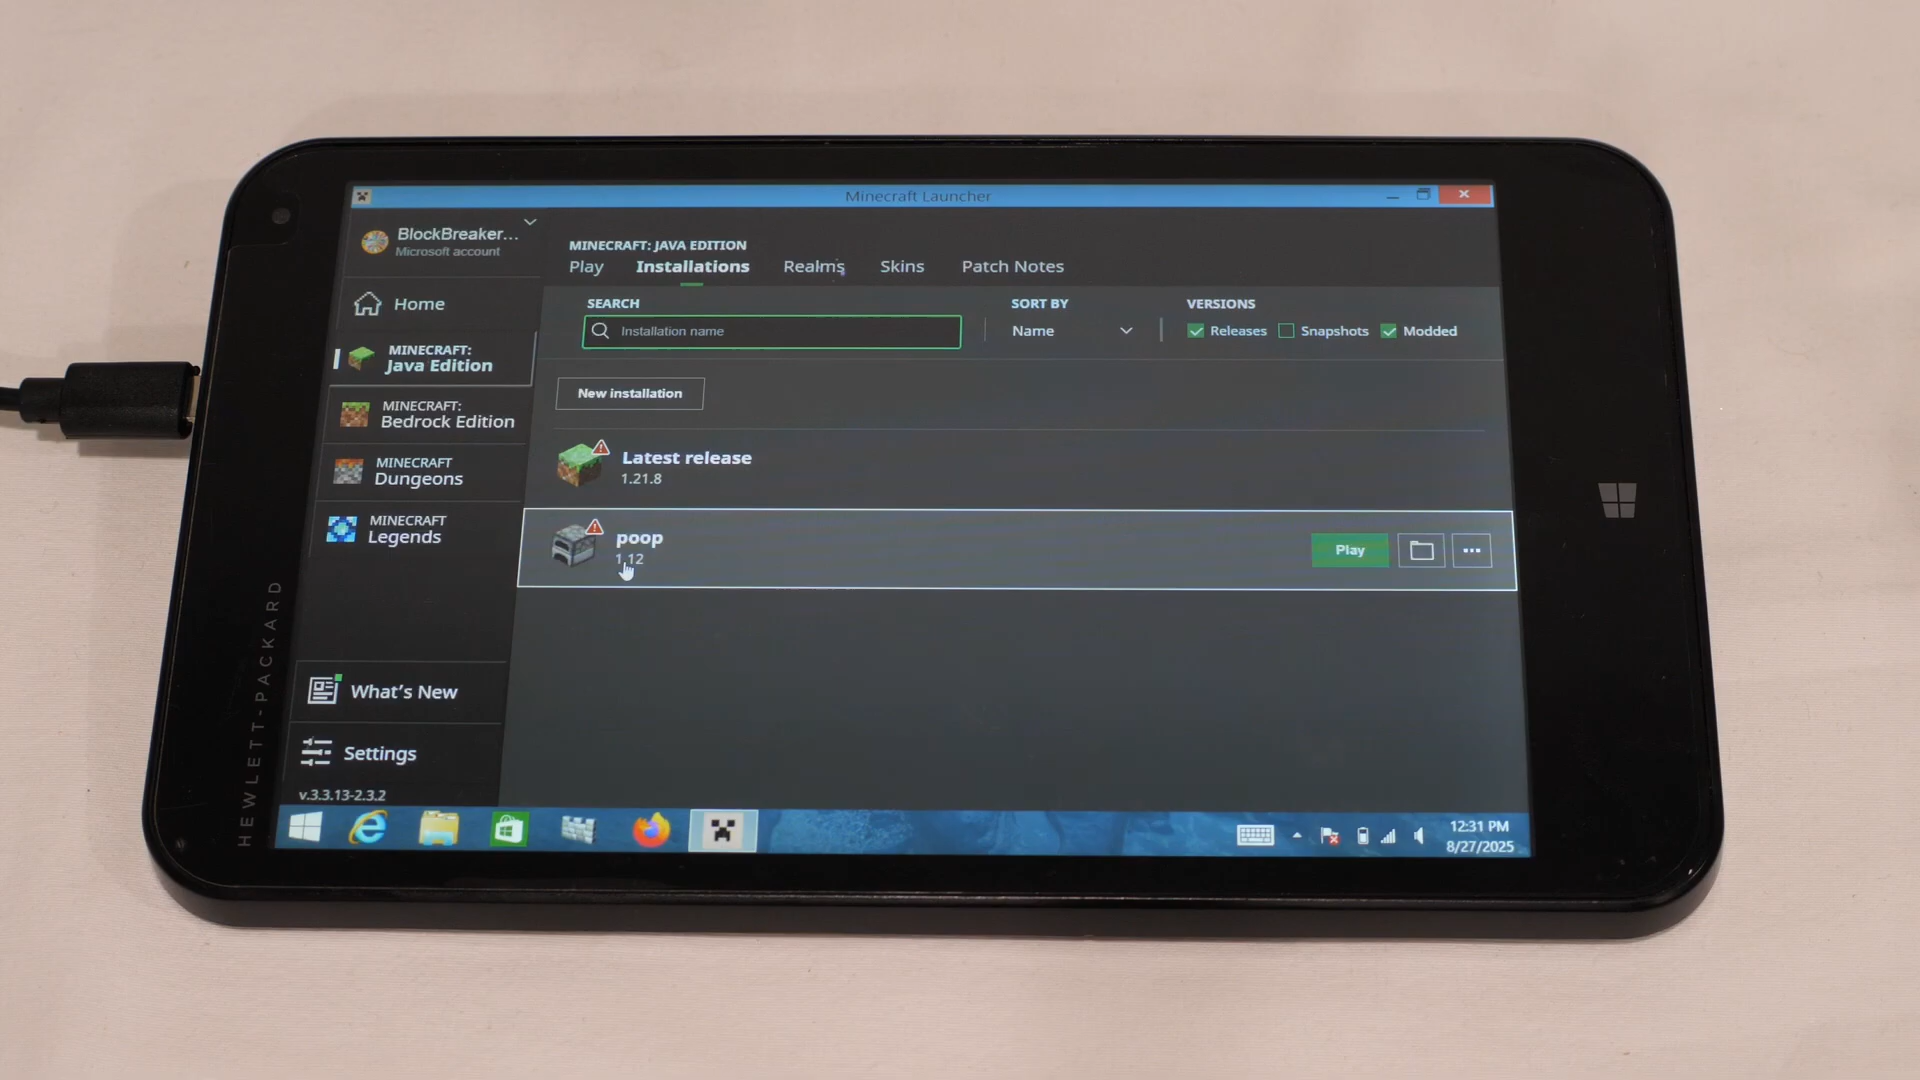 Minecraft Launcher
BlockBreaker...
Microsoft account
MINECRAFT: JAVA EDITION
Play
Installations
Realms
Skins
Patch Notes
Home
SEARCH
Installation name
SORT BY
Name
VERSIONS
Releases
Snapshots
Modded
MINECRAFT:
Java Edition
MINECRAFT:
Bedrock Edition
MINECRAFT
Dungeons
MINECRAFT
Legends
New installation
Latest release
1.21.8
poop
1.12
Play
What's New
Settings
v.3.3.13-2.3.2
12:31 PM
8/27/2025
HEWLETT-PACKARD